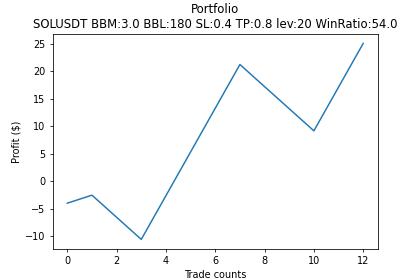 Portfolio
SOLUSDT BBM:3.0 BBL:180 SL:0.4 TP:0.8 lev:20 WinRatio:54.0
25
20
15
10
5
0
−5
−10
Profit ($)
0 2 4 6 8 10 12
Trade counts